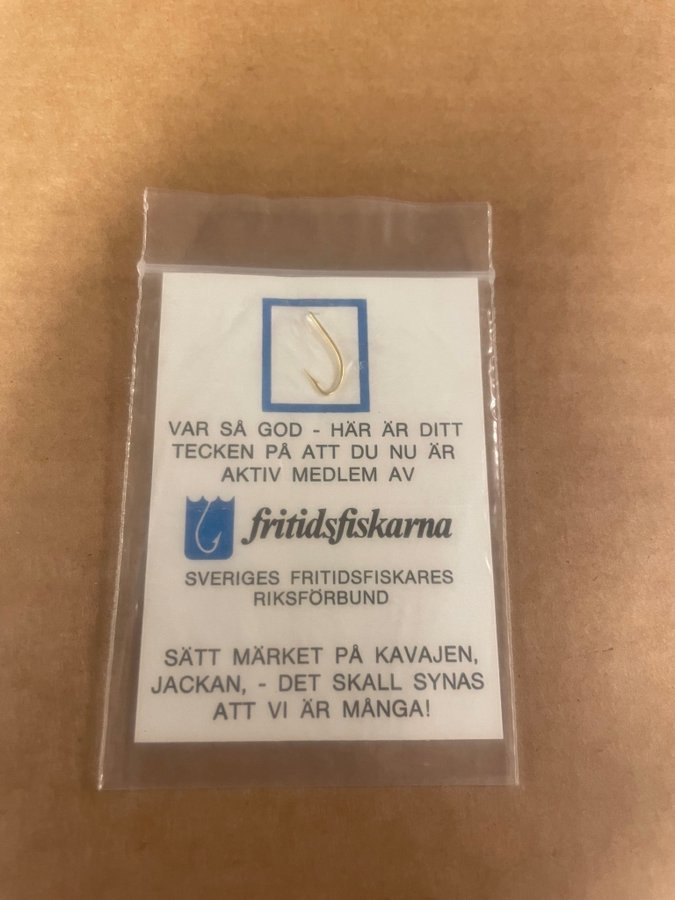 VAR SÅ GOD - HÄR ÄR DITT
TECKEN PÅ ATT DU NU ÄR
AKTIV MEDLEM AV
fritidsfiskarna
SVERIGES FRITIDSFISKARES
RIKSFÖRBUND
SÄTT MÄRKET PÅ KAVAJEN,
JACKAN, - DET SKALL SYNAS
ATT VI ÄR MÅNGA!